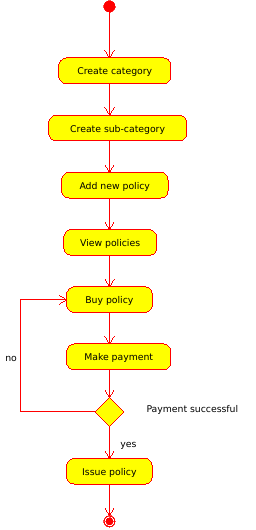 Create category
Create sub-category
Add new policy
View policies
Buy policy
Make payment
no
Payment successful
yes
Issue policy